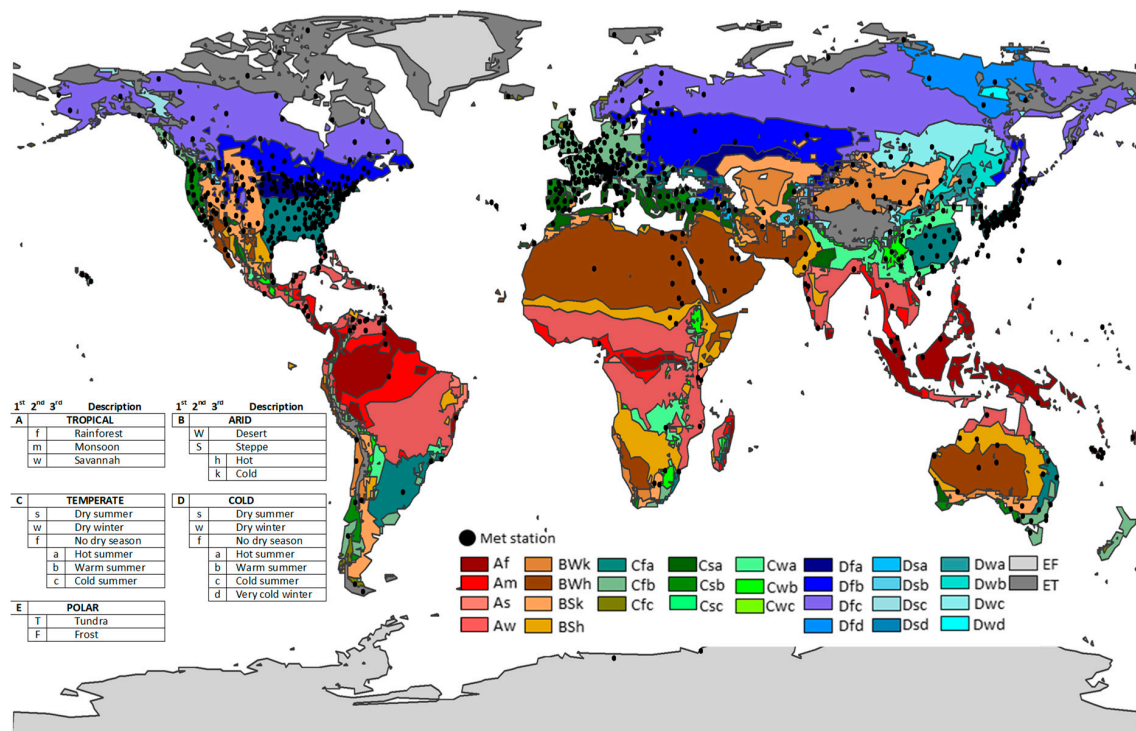 1st 2nd 3rd Description
A TROPICAL
f Rainforest
m Monsoon
w Savannah
1st 2nd 3rd Description
B ARID
W Desert
S Steppe
h Hot
k Cold
C TEMPERATE
s Dry summer
w Dry winter
f No dry season
a Hot summer
b Warm summer
c Cold summer
D COLD
s Dry summer
w Dry winter
f No dry season
a Hot summer
b Warm summer
c Cold summer
d Very cold winter
E POLAR
T Tundra
F Frost
Met station
Af BWk Cfa Csa Cwa Dfa Dsa Dwa EF
Am BWh Cfb Csb Cwb Dfb Dsb Dwb ET
As BSk Cfc Csc Cwc Dfc Dsc Dwc
Aw BSh Dfd Dsd Dwd